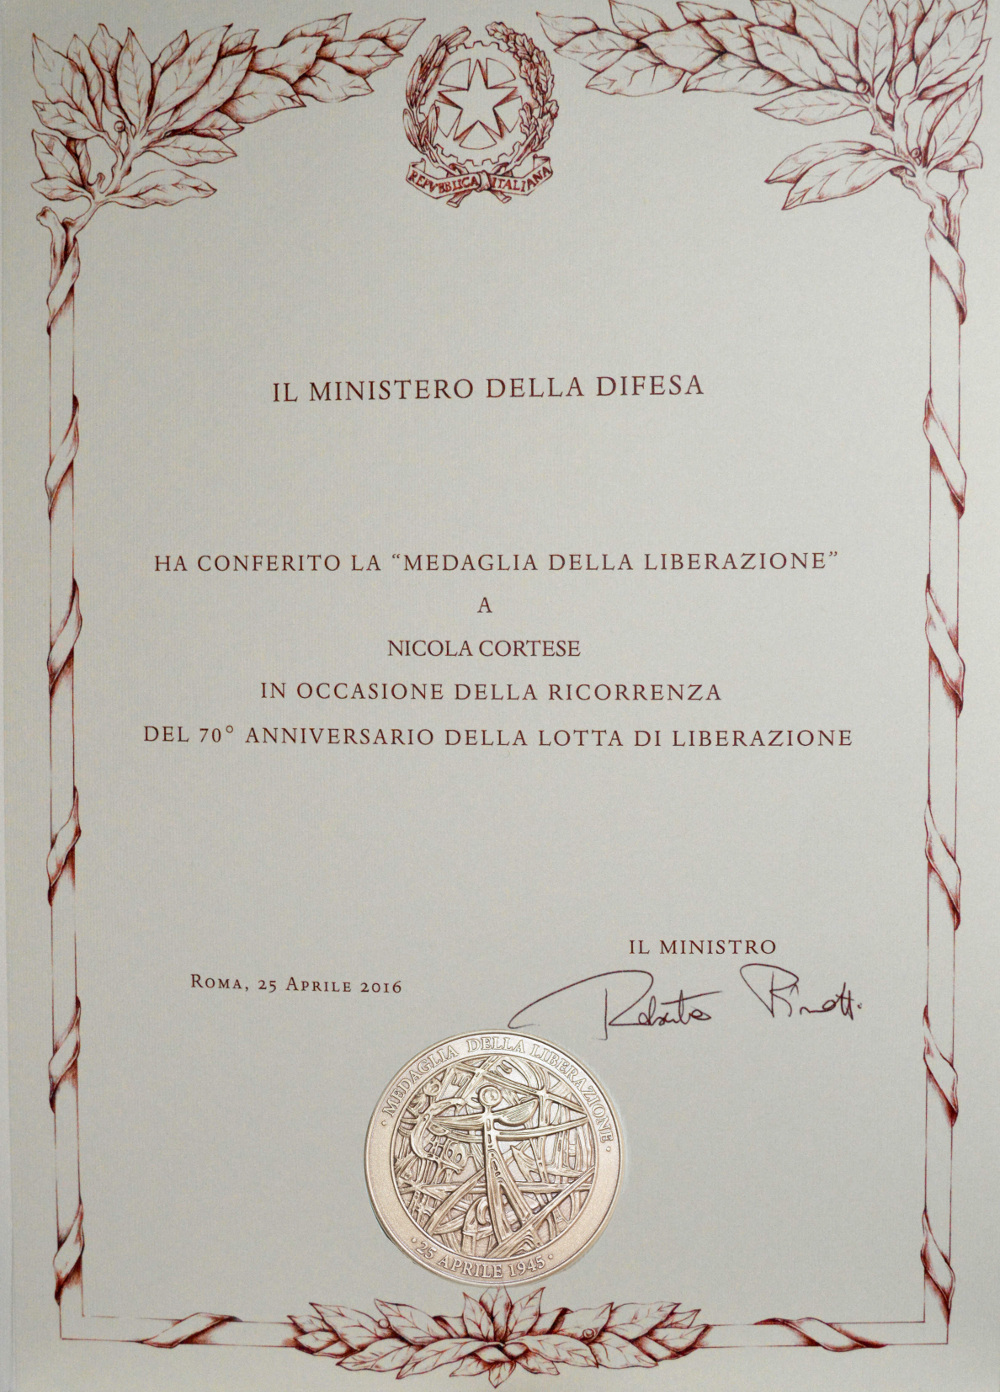 REPVBBLICA ITALIANA
IL MINISTERO DELLA DIFESA
HA CONFERITO LA “MEDAGLIA DELLA LIBERAZIONE”
A
NICOLA CORTESE
IN OCCASIONE DELLA RICORRENZA
DEL 70° ANNIVERSARIO DELLA LOTTA DI LIBERAZIONE
IL MINISTRO
Roma, 25 Aprile 2016
Roberta Pinotti
· MEDAGLIA DELLA LIBERAZIONE ·
· 25 APRILE 1945 ·